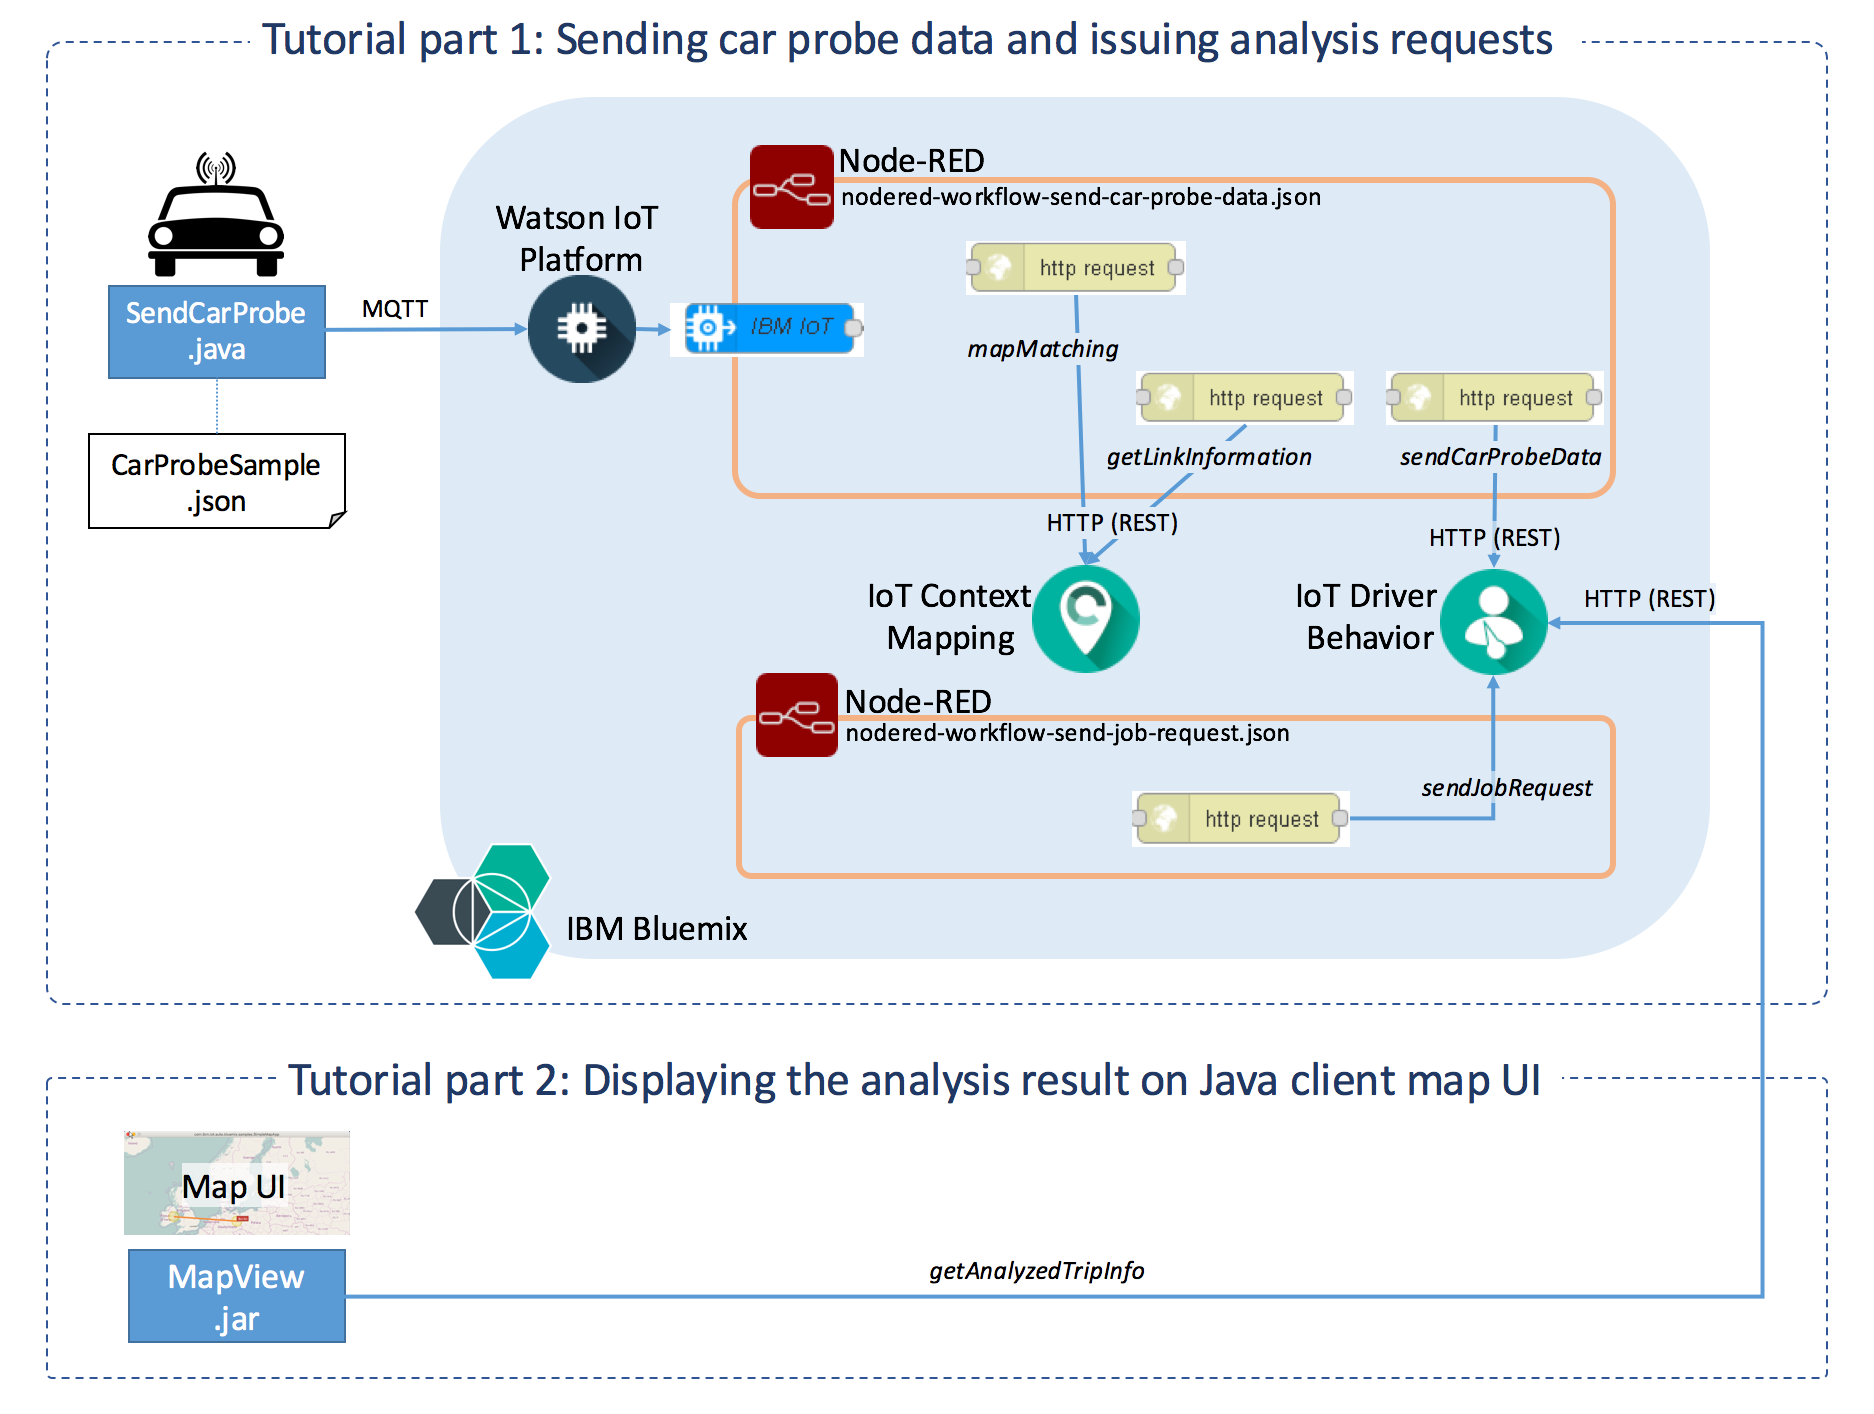 Tutorial part 1: Sending car probe data and issuing analysis requests
Node-RED
nodered-workflow-send-car-probe-data.json
Watson IoT
Platform
http request
SendCarProbe
.java
MQTT
IBM IoT
mapMatching
http request
http request
getLinkInformation
sendCarProbeData
CarProbeSample
.json
HTTP (REST)
HTTP (REST)
IoT Context
Mapping
IoT Driver
Behavior
HTTP (REST)
Node-RED
nodered-workflow-send-job-request.json
sendJobRequest
http request
IBM Bluemix
Tutorial part 2: Displaying the analysis result on Java client map UI
Map UI
MapView
.jar
getAnalyzedTripInfo